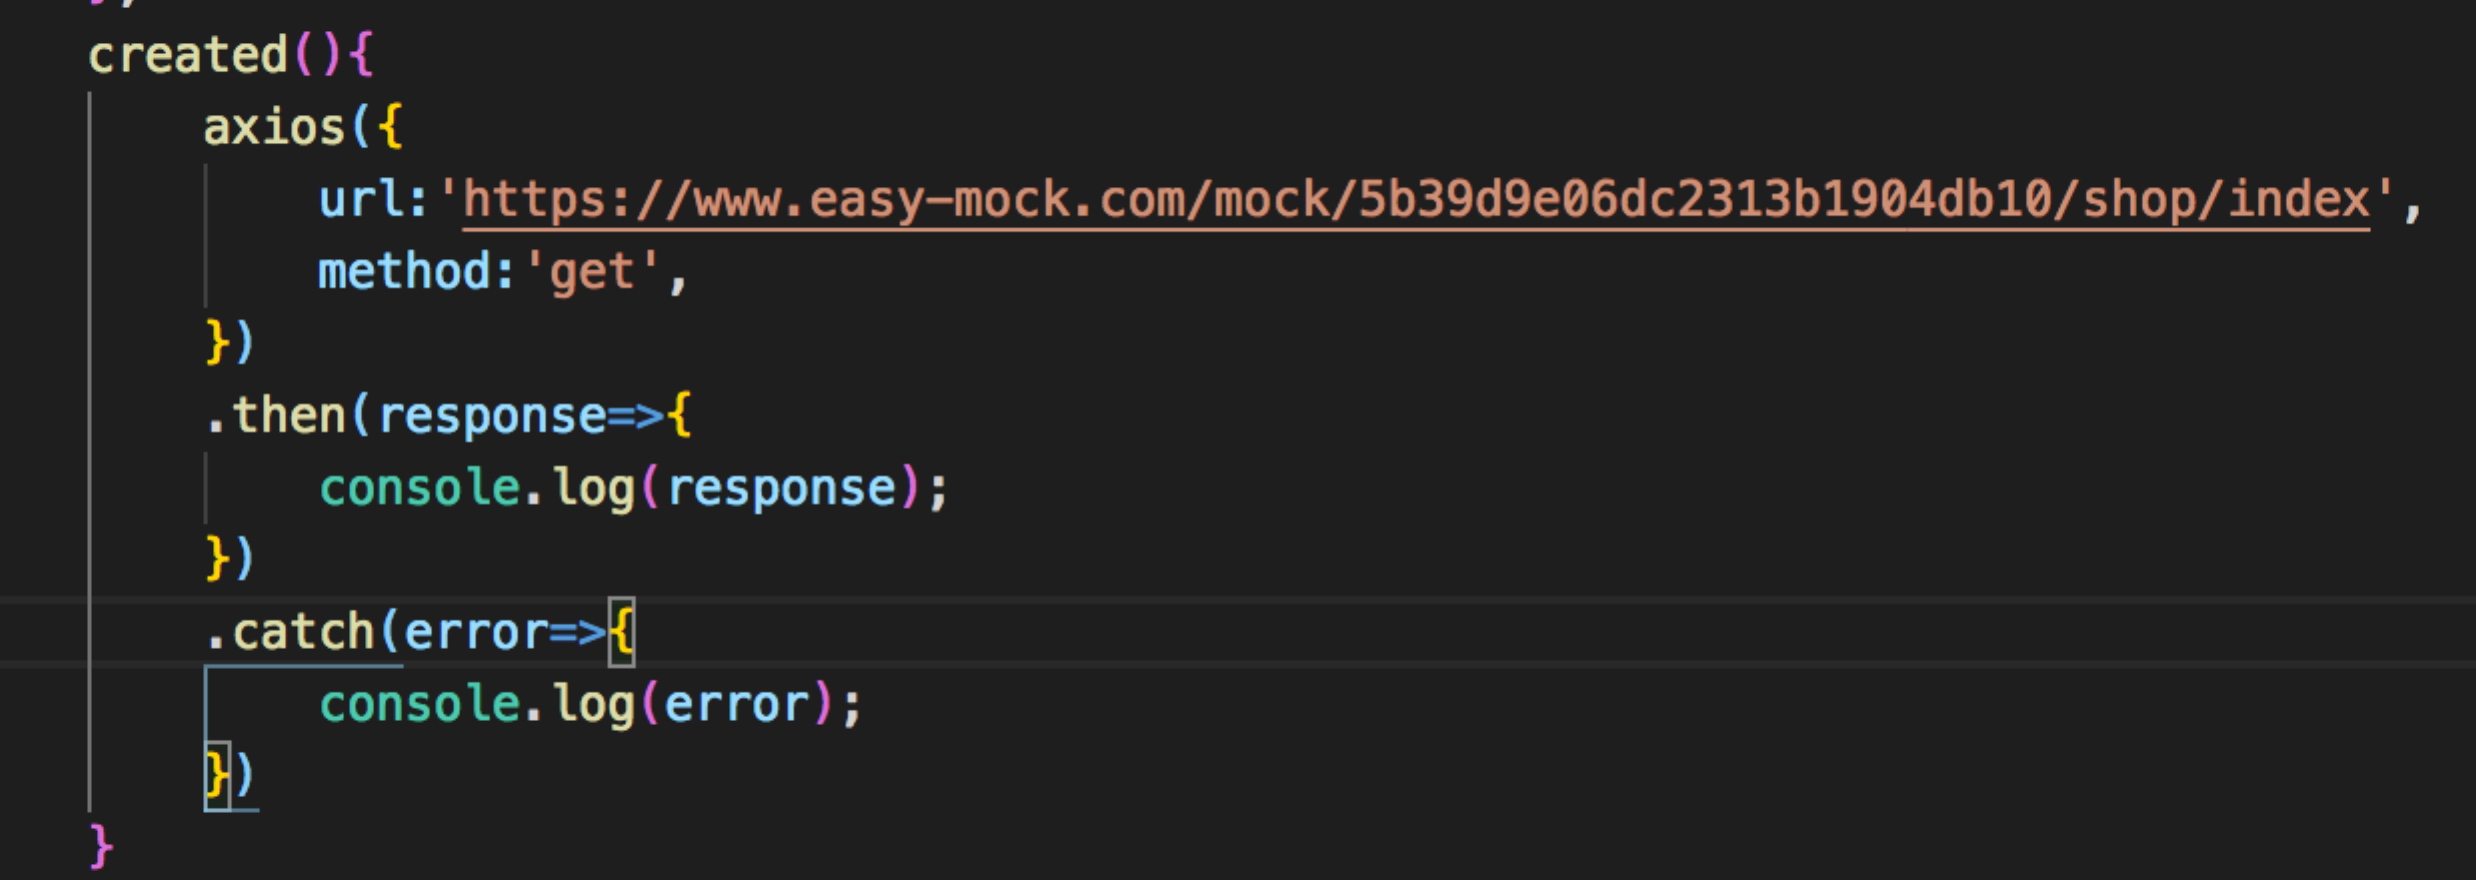 },
created(){
axios({
url:'https://www.easy-mock.com/mock/5b39d9e06dc2313b1904db10/shop/index',
method:'get',
})
.then(response=>{
console.log(response);
})
.catch(error=>{
console.log(error);
})
}